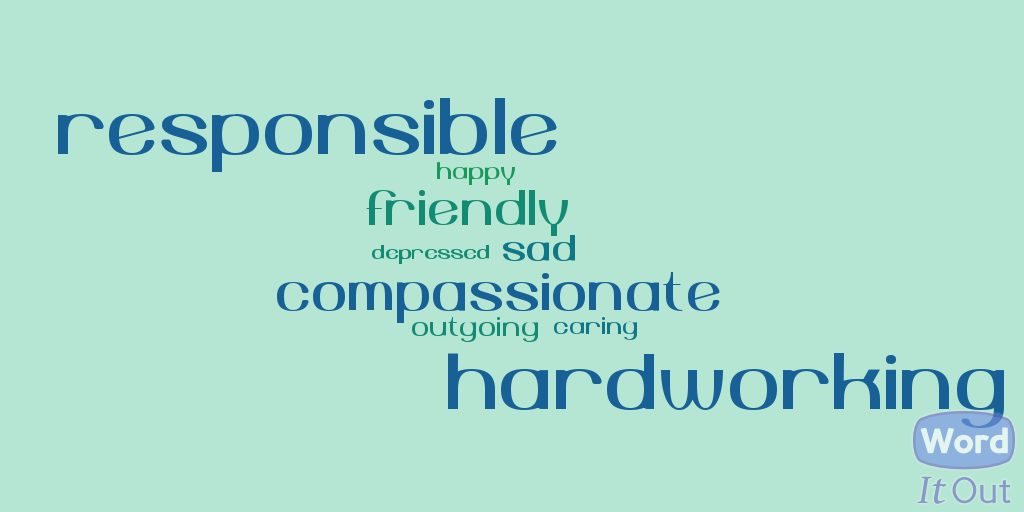 responsible
happy
friendly
depressed sad
compassionate
outgoing caring
hardworking
Word
It Out